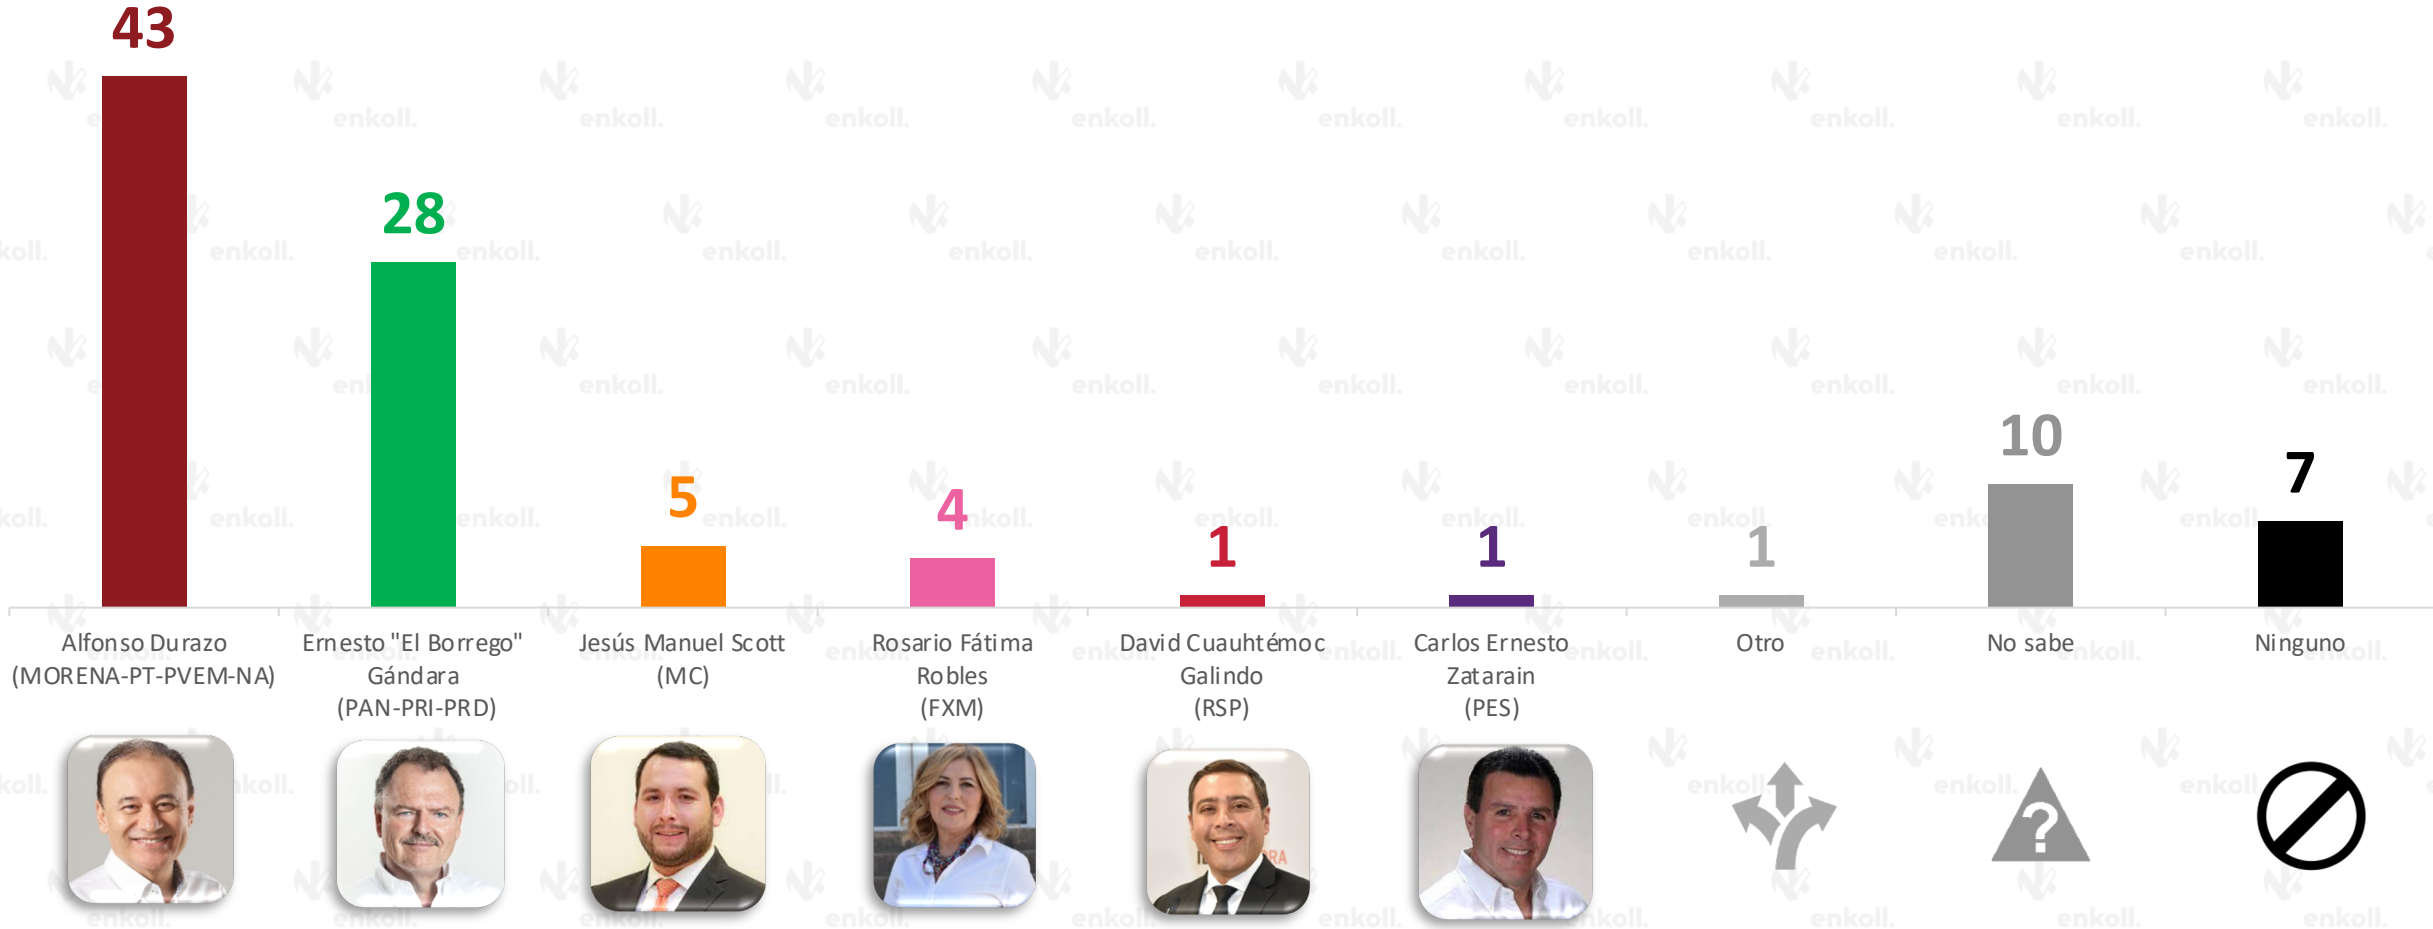 43
28
5
4
1
1
1
10
7
Alfonso Durazo
(MORENA-PT-PVEM-NA)
Ernesto "El Borrego"
Gándara
(PAN-PRI-PRD)
Jesús Manuel Scott
(MC)
Rosario Fátima
Robles
(FXM)
David Cuauhtémoc
Galindo
(RSP)
Carlos Ernesto
Zatarain
(PES)
Otro
No sabe
Ninguno
?
enkoll.